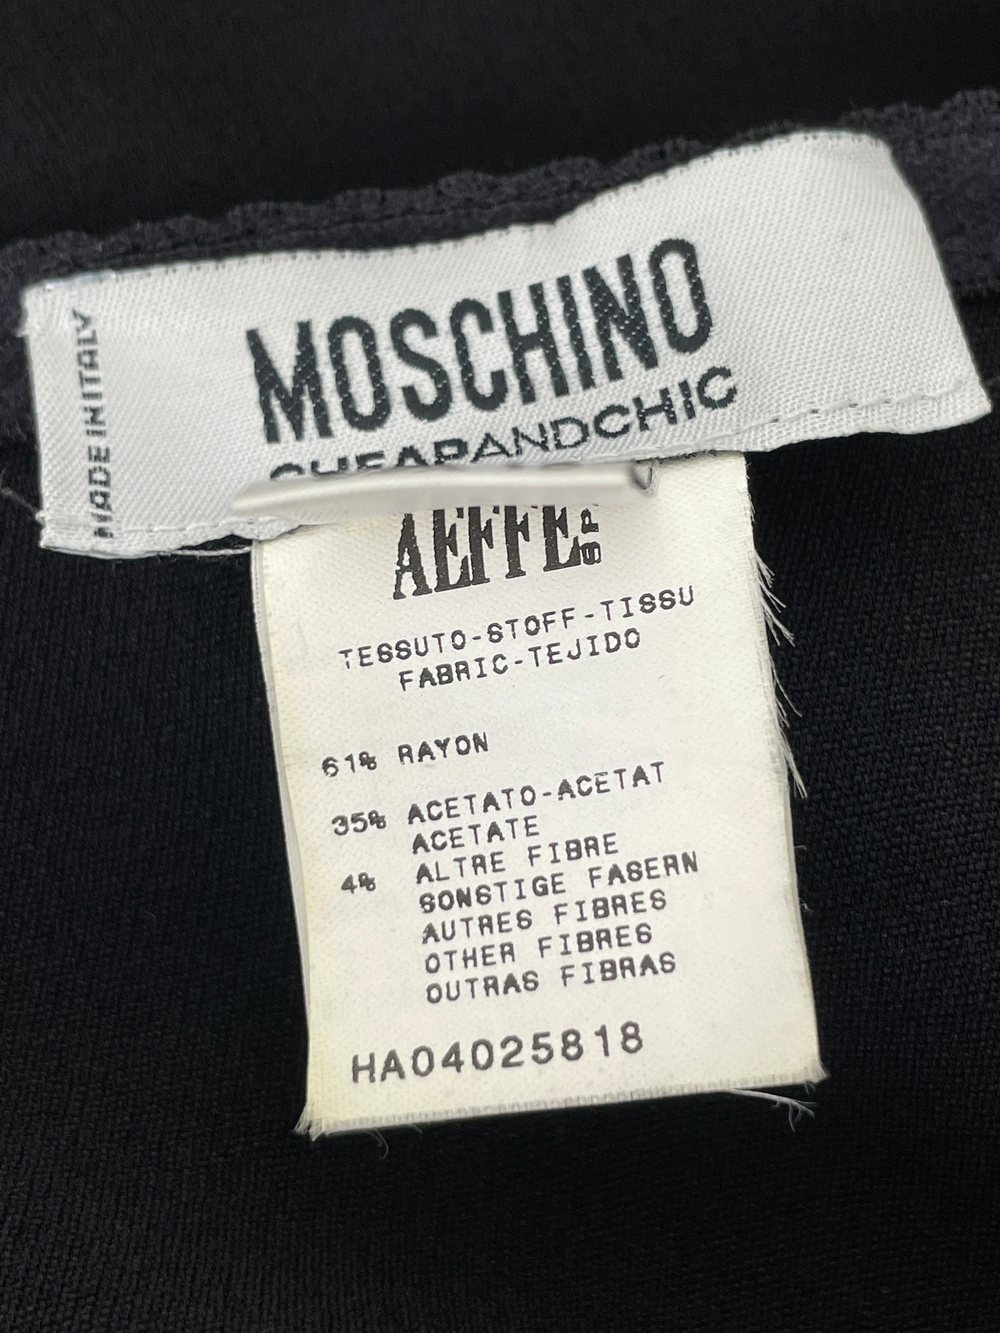 MADE IN ITALY
MOSCHINO
CHEAPANDCHIC
AEFFE SPA
TESSUTO-STOFF-TISSU
FABRIC-TEJIDO
61% RAYON
35% ACETATO-ACETAT
ACETATE
4% ALTRE FIBRE
SONSTIGE FASERN
AUTRES FIBRES
OTHER FIBRES
OUTRAS FIBRAS
HA04025818